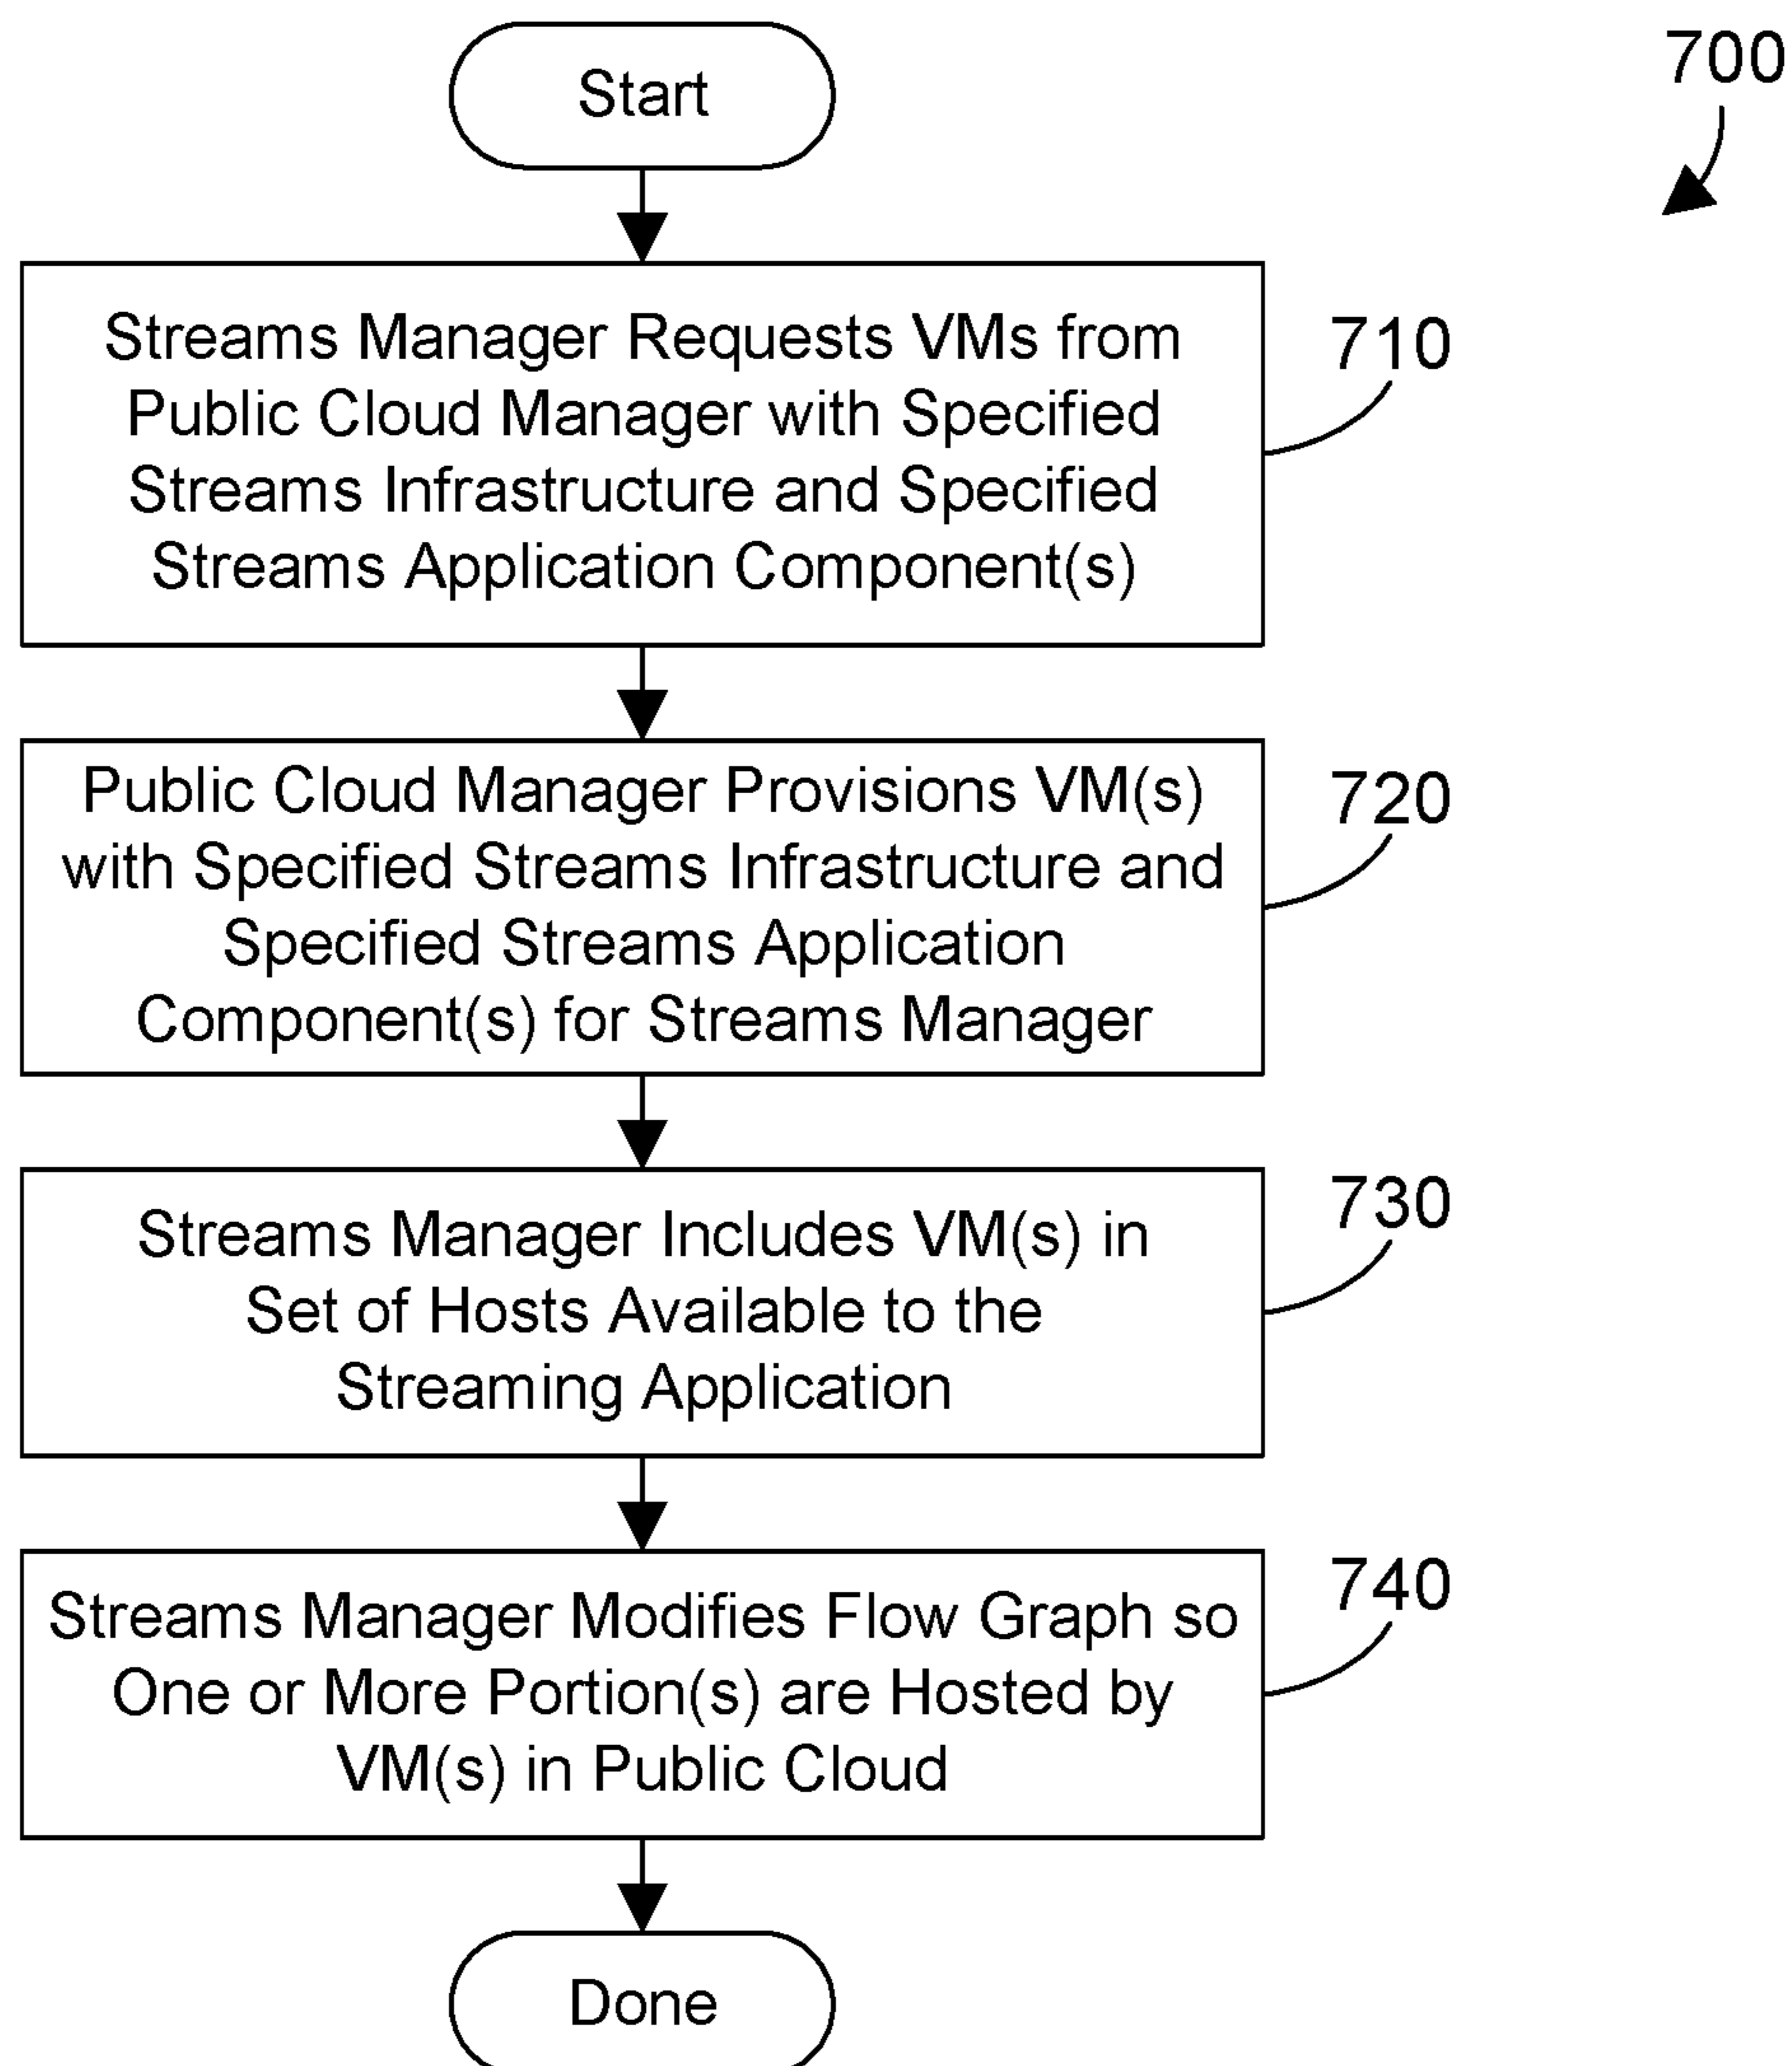 Start
700
Streams Manager Requests VMs from
Public Cloud Manager with Specified
Streams Infrastructure and Specified
Streams Application Component(s)
710
Public Cloud Manager Provisions VM(s)
with Specified Streams Infrastructure and
Specified Streams Application
Component(s) for Streams Manager
720
Streams Manager Includes VM(s) in
Set of Hosts Available to the
Streaming Application
730
Streams Manager Modifies Flow Graph so
One or More Portion(s) are Hosted by
VM(s) in Public Cloud
740
Done